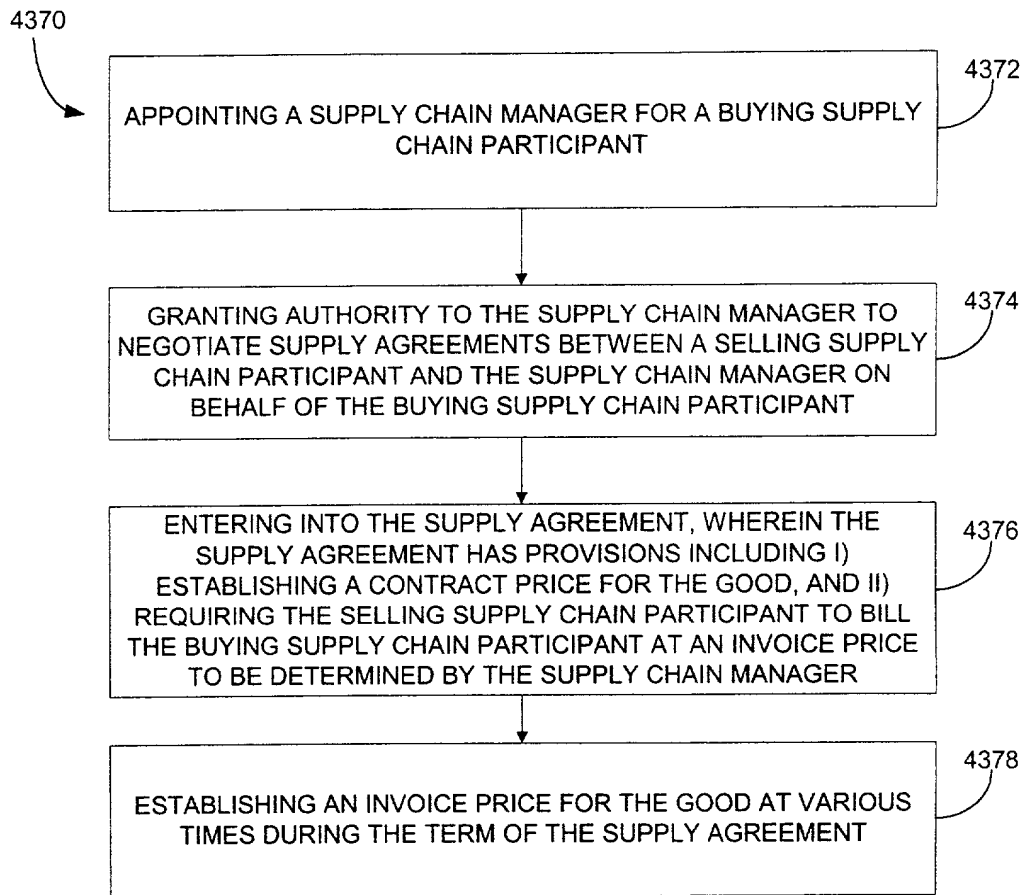 4370
4372
APPOINTING A SUPPLY CHAIN MANAGER FOR A BUYING SUPPLY
CHAIN PARTICIPANT
4374
GRANTING AUTHORITY TO THE SUPPLY CHAIN MANAGER TO
NEGOTIATE SUPPLY AGREEMENTS BETWEEN A SELLING SUPPLY
CHAIN PARTICIPANT AND THE SUPPLY CHAIN MANAGER ON
BEHALF OF THE BUYING SUPPLY CHAIN PARTICIPANT
4376
ENTERING INTO THE SUPPLY AGREEMENT, WHEREIN THE
SUPPLY AGREEMENT HAS PROVISIONS INCLUDING I)
ESTABLISHING A CONTRACT PRICE FOR THE GOOD, AND II)
REQUIRING THE SELLING SUPPLY CHAIN PARTICIPANT TO BILL
THE BUYING SUPPLY CHAIN PARTICIPANT AT AN INVOICE PRICE
TO BE DETERMINED BY THE SUPPLY CHAIN MANAGER
4378
ESTABLISHING AN INVOICE PRICE FOR THE GOOD AT VARIOUS
TIMES DURING THE TERM OF THE SUPPLY AGREEMENT